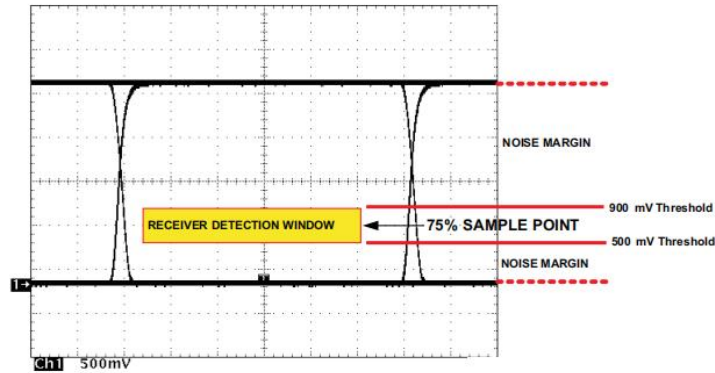 NOISE MARGIN
900 mV Threshold
RECEIVER DETECTION WINDOW
75% SAMPLE POINT
500 mV Threshold
NOISE MARGIN
1
T
Ch1 500mV